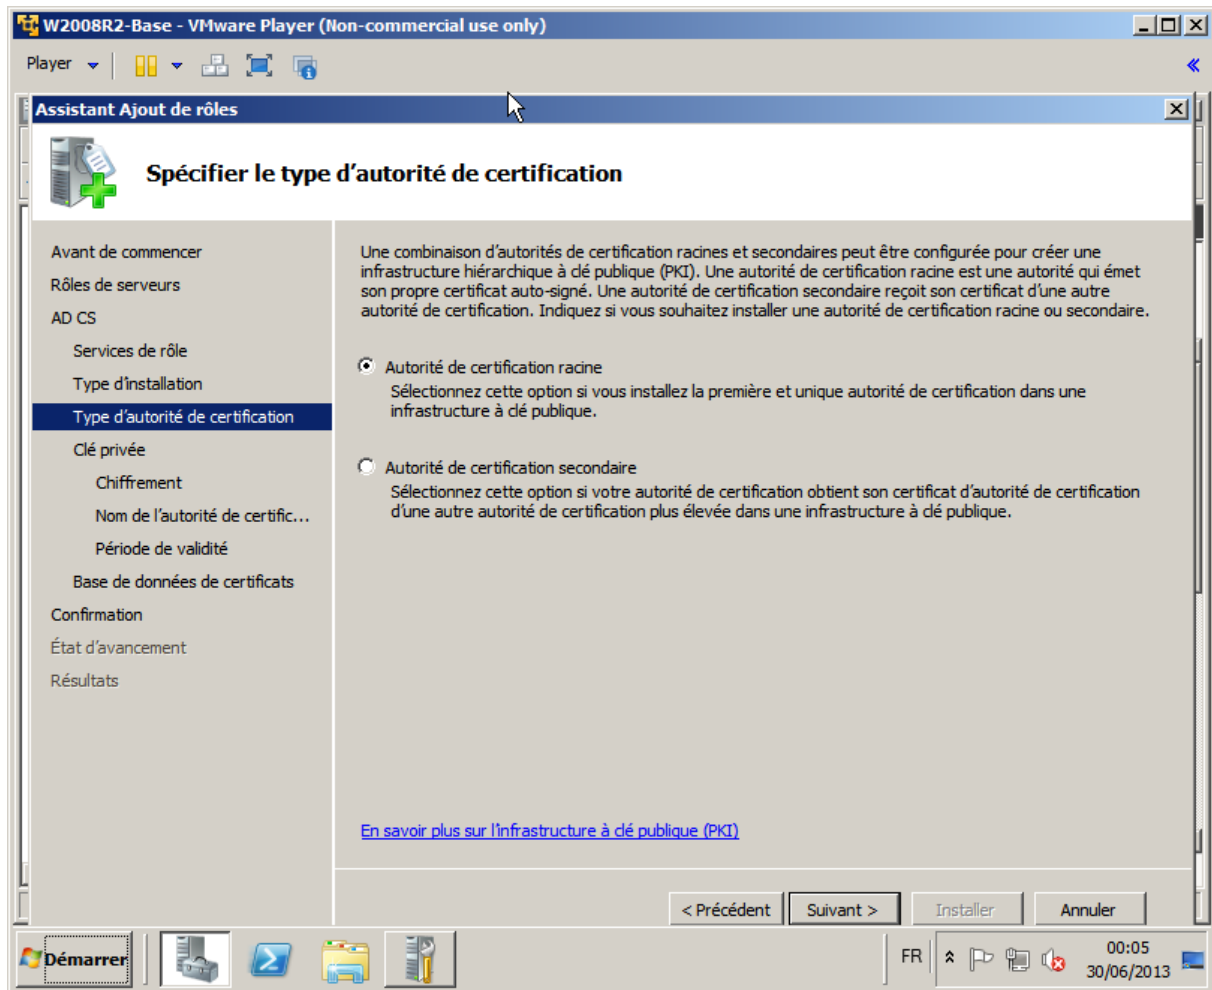 W2008R2-Base - VMware Player (Non-commercial use only)
Player
Assistant Ajout de rôles
Spécifier le type d'autorité de certification
Avant de commencer
Rôles de serveurs
AD CS
Services de rôle
Type d'installation
Type d'autorité de certification
Clé privée
Chiffrement
Nom de l'autorité de certific...
Période de validité
Base de données de certificats
Confirmation
État d'avancement
Résultats
Une combinaison d'autorités de certification racines et secondaires peut être configurée pour créer une
infrastructure hiérarchique à clé publique (PKI). Une autorité de certification racine est une autorité qui émet
son propre certificat auto-signé. Une autorité de certification secondaire reçoit son certificat d'une autre
autorité de certification. Indiquez si vous souhaitez installer une autorité de certification racine ou secondaire.
Autorité de certification racine
Sélectionnez cette option si vous installez la première et unique autorité de certification dans une
infrastructure à clé publique.
Autorité de certification secondaire
Sélectionnez cette option si votre autorité de certification obtient son certificat d'autorité de certification
d'une autre autorité de certification plus élevée dans une infrastructure à clé publique.
En savoir plus sur l'infrastructure à clé publique (PKI)
< Précédent
Suivant >
Installer
Annuler
Démarrer
FR
00:05
30/06/2013